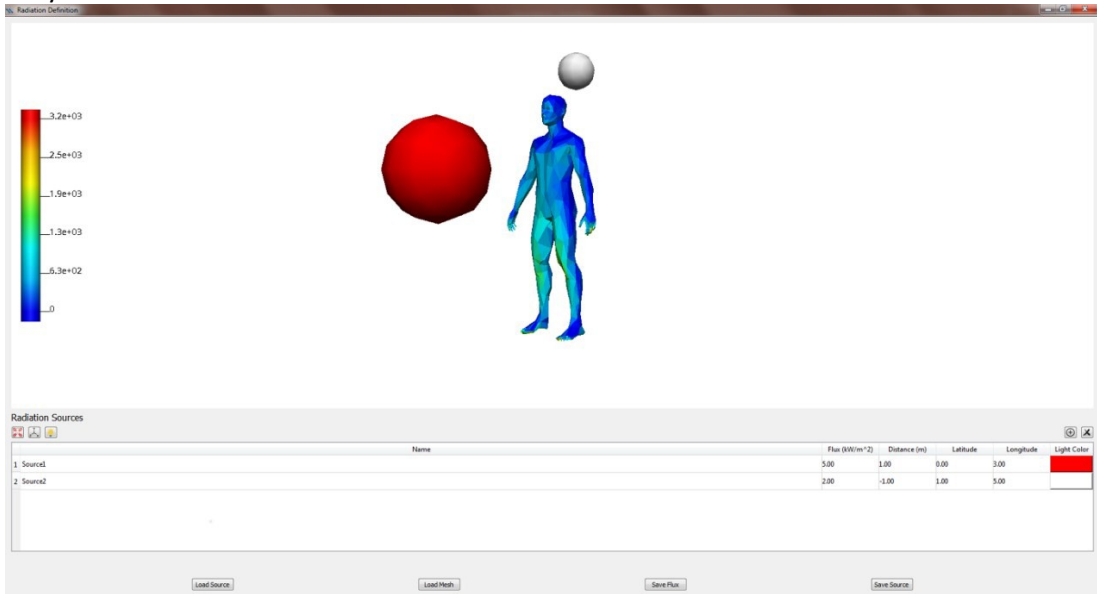 Radiation Definition
3.2e+03
2.5e+03
1.9e+03
1.3e+03
6.3e+02
0
Radiation Sources
Name Flux (kW/m^2) Distance (m) Latitude Longitude Light Color
1 Source1 5.00 1.00 0.00 3.00
2 Source2 2.00 -1.00 1.00 5.00
Load Source Load Mesh Save Flux Save Source